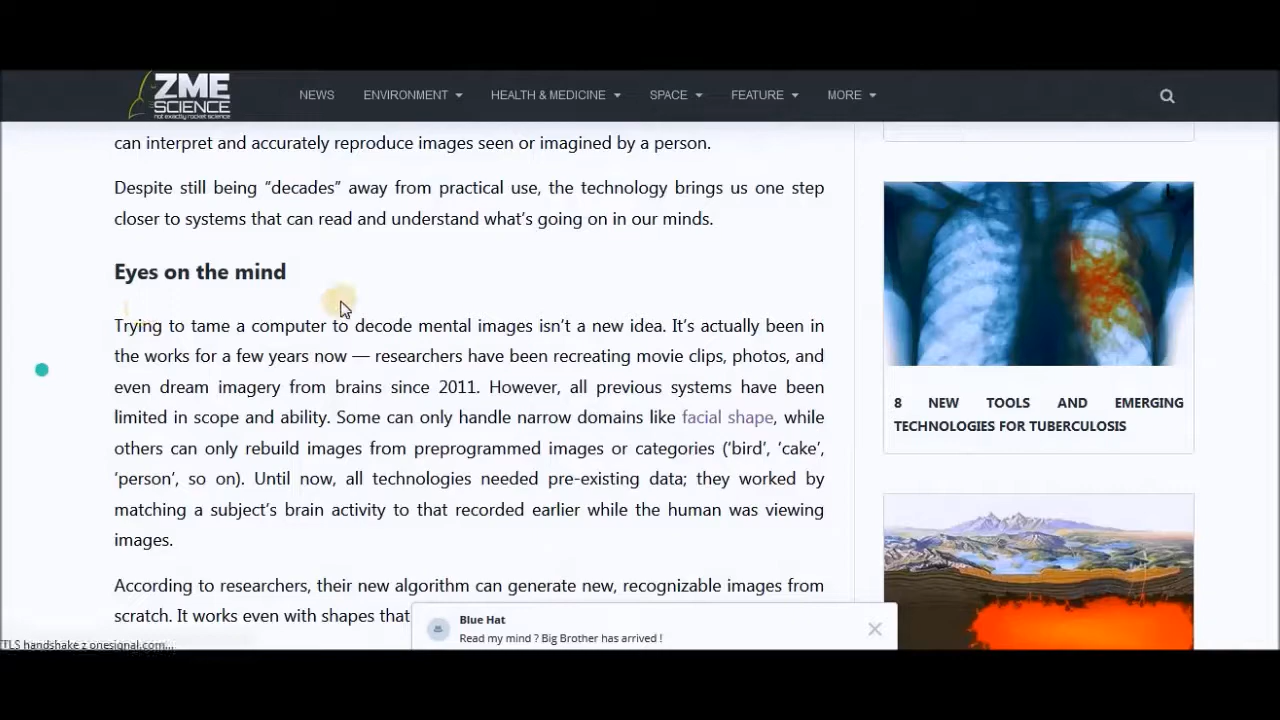 ZME
SCIENCE
not exactly rocket science
NEWS
ENVIRONMENT
HEALTH & MEDICINE
SPACE
FEATURE
MORE
can interpret and accurately reproduce images seen or imagined by a person.
Despite still being "decades" away from practical use, the technology brings us one step
closer to systems that can read and understand what's going on in our minds.
Eyes on the mind
Trying to tame a computer to decode mental images isn't a new idea. It's actually been in
the works for a few years now — researchers have been recreating movie clips, photos, and
even dream imagery from brains since 2011. However, all previous systems have been
limited in scope and ability. Some can only handle narrow domains like facial shape, while
others can only rebuild images from preprogrammed images or categories ('bird', 'cake',
'person', so on). Until now, all technologies needed pre-existing data; they worked by
matching a subject's brain activity to that recorded earlier while the human was viewing
images.
According to researchers, their new algorithm can generate new, recognizable images from
scratch. It works even with shapes that
8 NEW TOOLS AND EMERGING
TECHNOLOGIES FOR TUBERCULOSIS
Blue Hat
Read my mind ? Big Brother has arrived !
TLS handshake z onesignal.com...